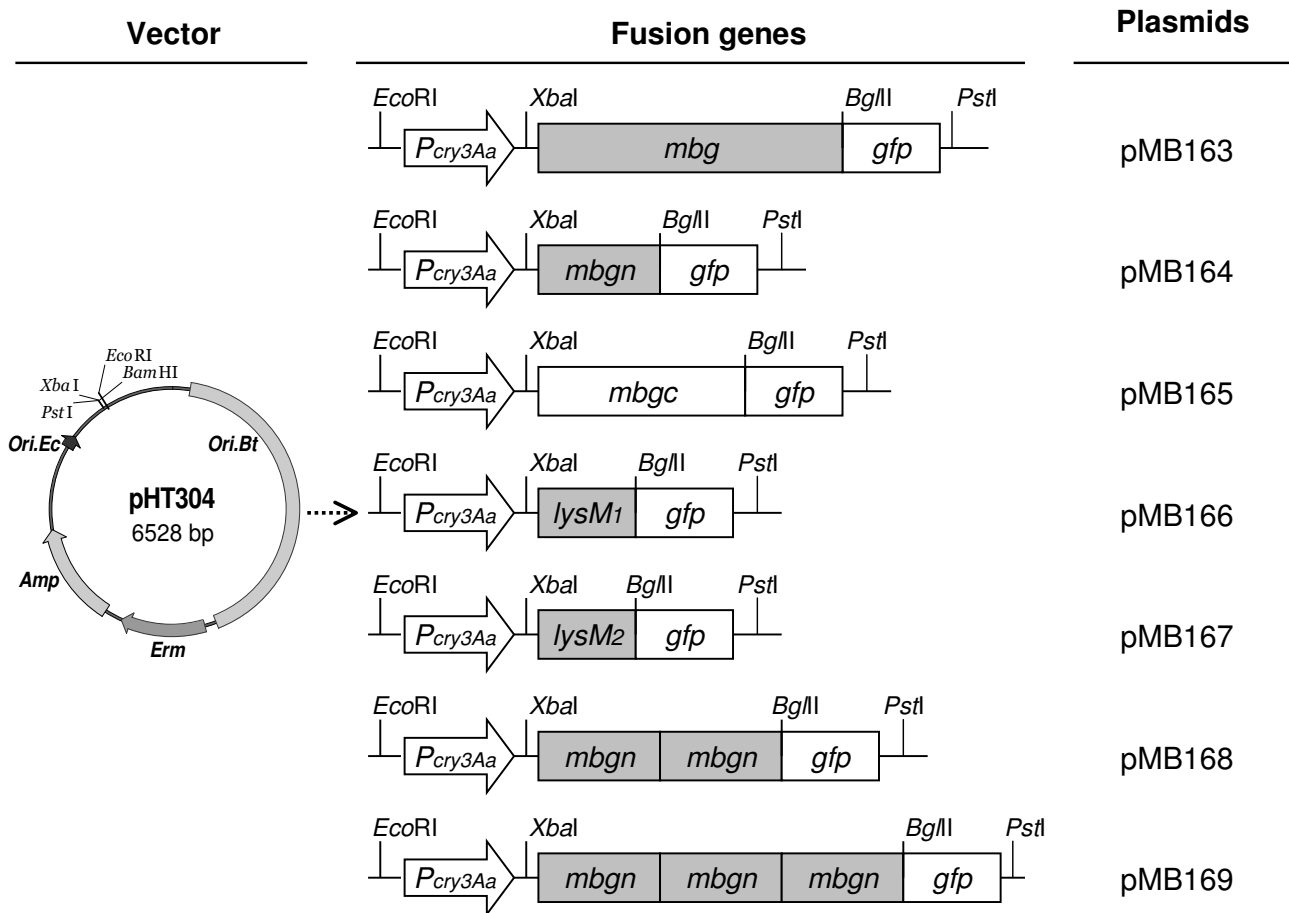 Vector Fusion genes Plasmids
EcoRI XbaI BglII PstI
Pcry3Aa mbg gfp pMB163
EcoRI XbaI BglII PstI
Pcry3Aa mbgn gfp pMB164
EcoRI XbaI BglII PstI
Pcry3Aa mbgc gfp pMB165
EcoRI
BamHI
XbaI
PstI
Ori.Ec Ori.Bt
pHT304
6528 bp
Amp
Erm
EcoRI XbaI BglII PstI
Pcry3Aa lysM1 gfp pMB166
EcoRI XbaI BglII PstI
Pcry3Aa lysM2 gfp pMB167
EcoRI XbaI BglII PstI
Pcry3Aa mbgn mbgn gfp pMB168
EcoRI XbaI BglII PstI
Pcry3Aa mbgn mbgn mbgn gfp pMB169